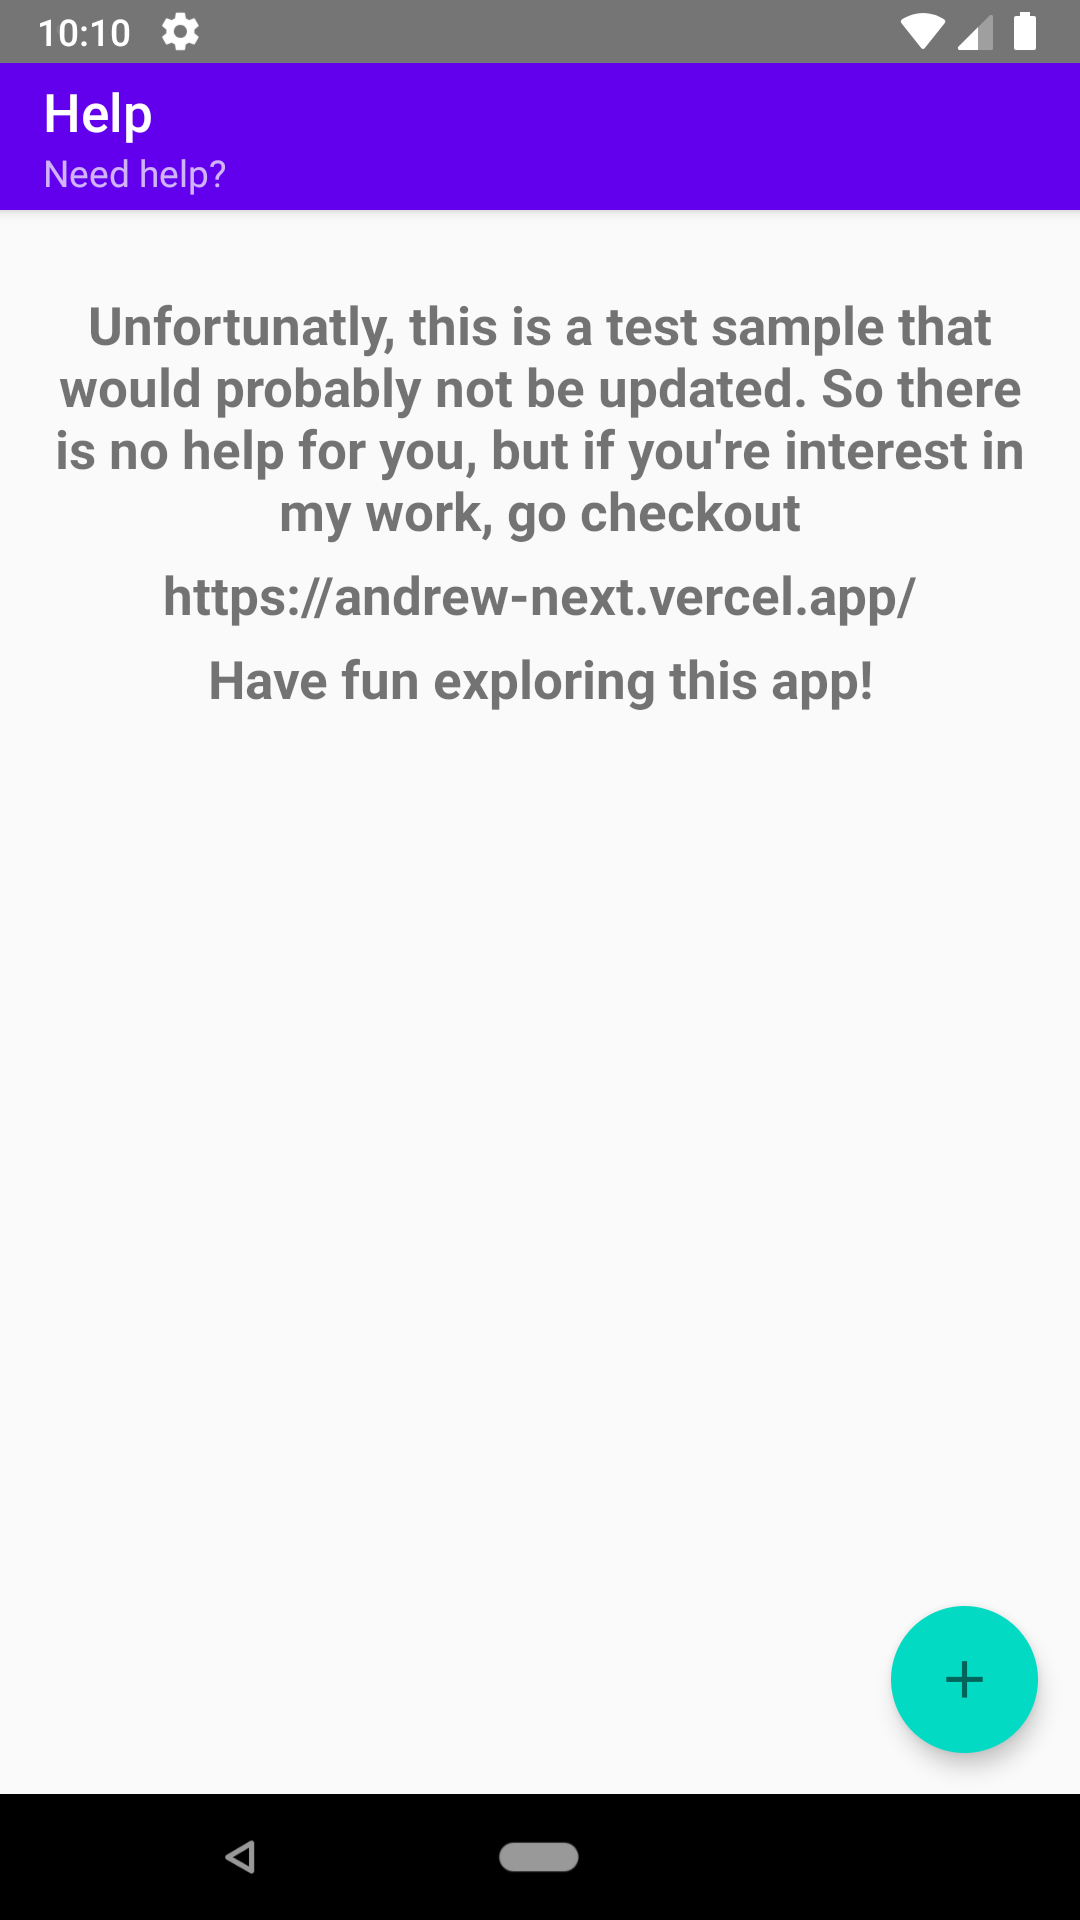 10:10
Help
Need help?
Unfortunatly, this is a test sample that
would probably not be updated. So there
is no help for you, but if you're interest in
my work, go checkout
https://andrew-next.vercel.app/
Have fun exploring this app!